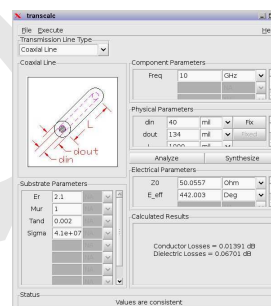 transcalc
File Execute
He
Transmission Line Type
Coaxial Line
Coaxial Line
L
dout
din
Substrate Parameters
Er 2.1
Mur 1
Tand 0.002
Sigma 4.1e+07
Component Parameters
Freq 10 GHz
Physical Parameters
din 40 mil Fix
dout 134 mil
L 1000 mil
Analyze Synthesize
Electrical Parameters
Z0 50.0557 Ohm
E_eff 442.003 Deg
Calculated Results
Conductor Losses = 0.01391 dB
Dielectric Losses = 0.06701 dB
Status
Values are consistent